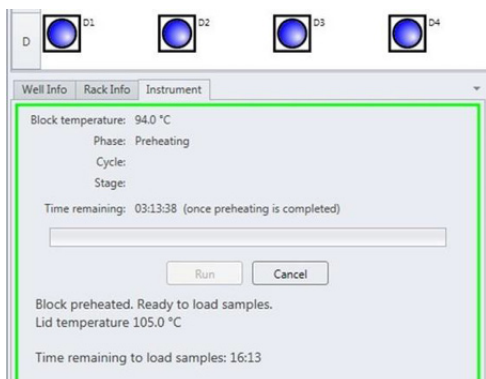 D1 D2 D3 D4
D
Well Info Rack Info Instrument
Block temperature: 94.0 °C
Phase: Preheating
Cycle:
Stage:
Time remaining: 03:13:38 (once preheating is completed)
Run Cancel
Block preheated. Ready to load samples.
Lid temperature 105.0 °C
Time remaining to load samples: 16:13